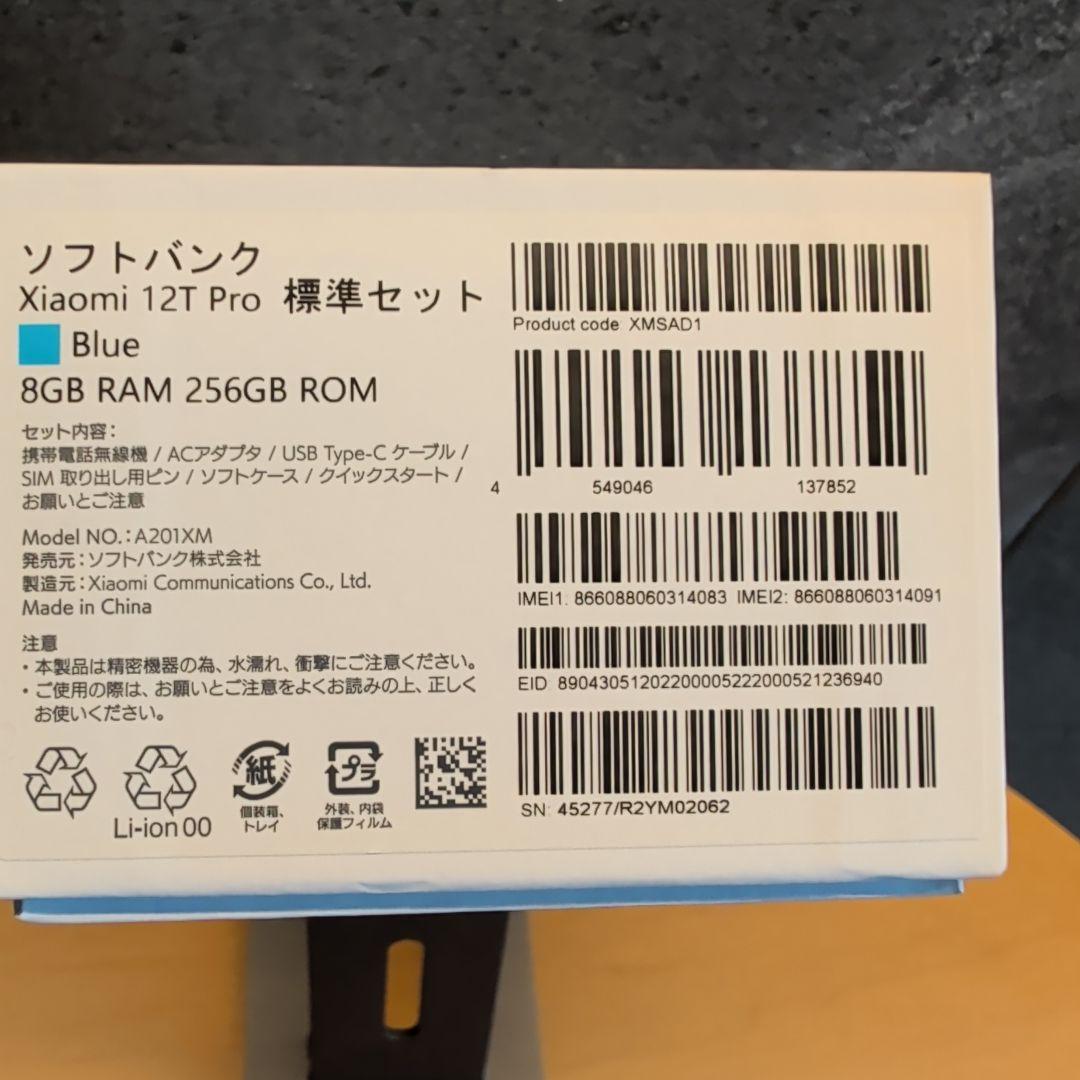 ソフトバンク
Xiaomi 12T Pro 標準セット
Blue
8GB RAM 256GB ROM
セット内容：
携帯電話無線機 / ACアダプタ / USB Type-C ケーブル /
SIM 取り出し用ピン / ソフトケース / クイックスタート /
お願いとご注意
Model NO.：A201XM
発売元：ソフトバンク株式会社
製造元：Xiaomi Communications Co., Ltd.
Made in China
注意
・本製品は精密機器の為、水濡れ、衝撃にご注意ください。
・ご使用の際は、お願いとご注意をよくお読みの上、正しく
お使いください。
Li-ion 00
紙
個装箱、
トレイ
プラ
外装、内袋
保護フィルム
Product code XMSAD1
4 549046 137852
IMEI1: 866088060314083 IMEI2: 866088060314091
EID 89043051202200005222000521236940
SN: 45277/R2YM02062